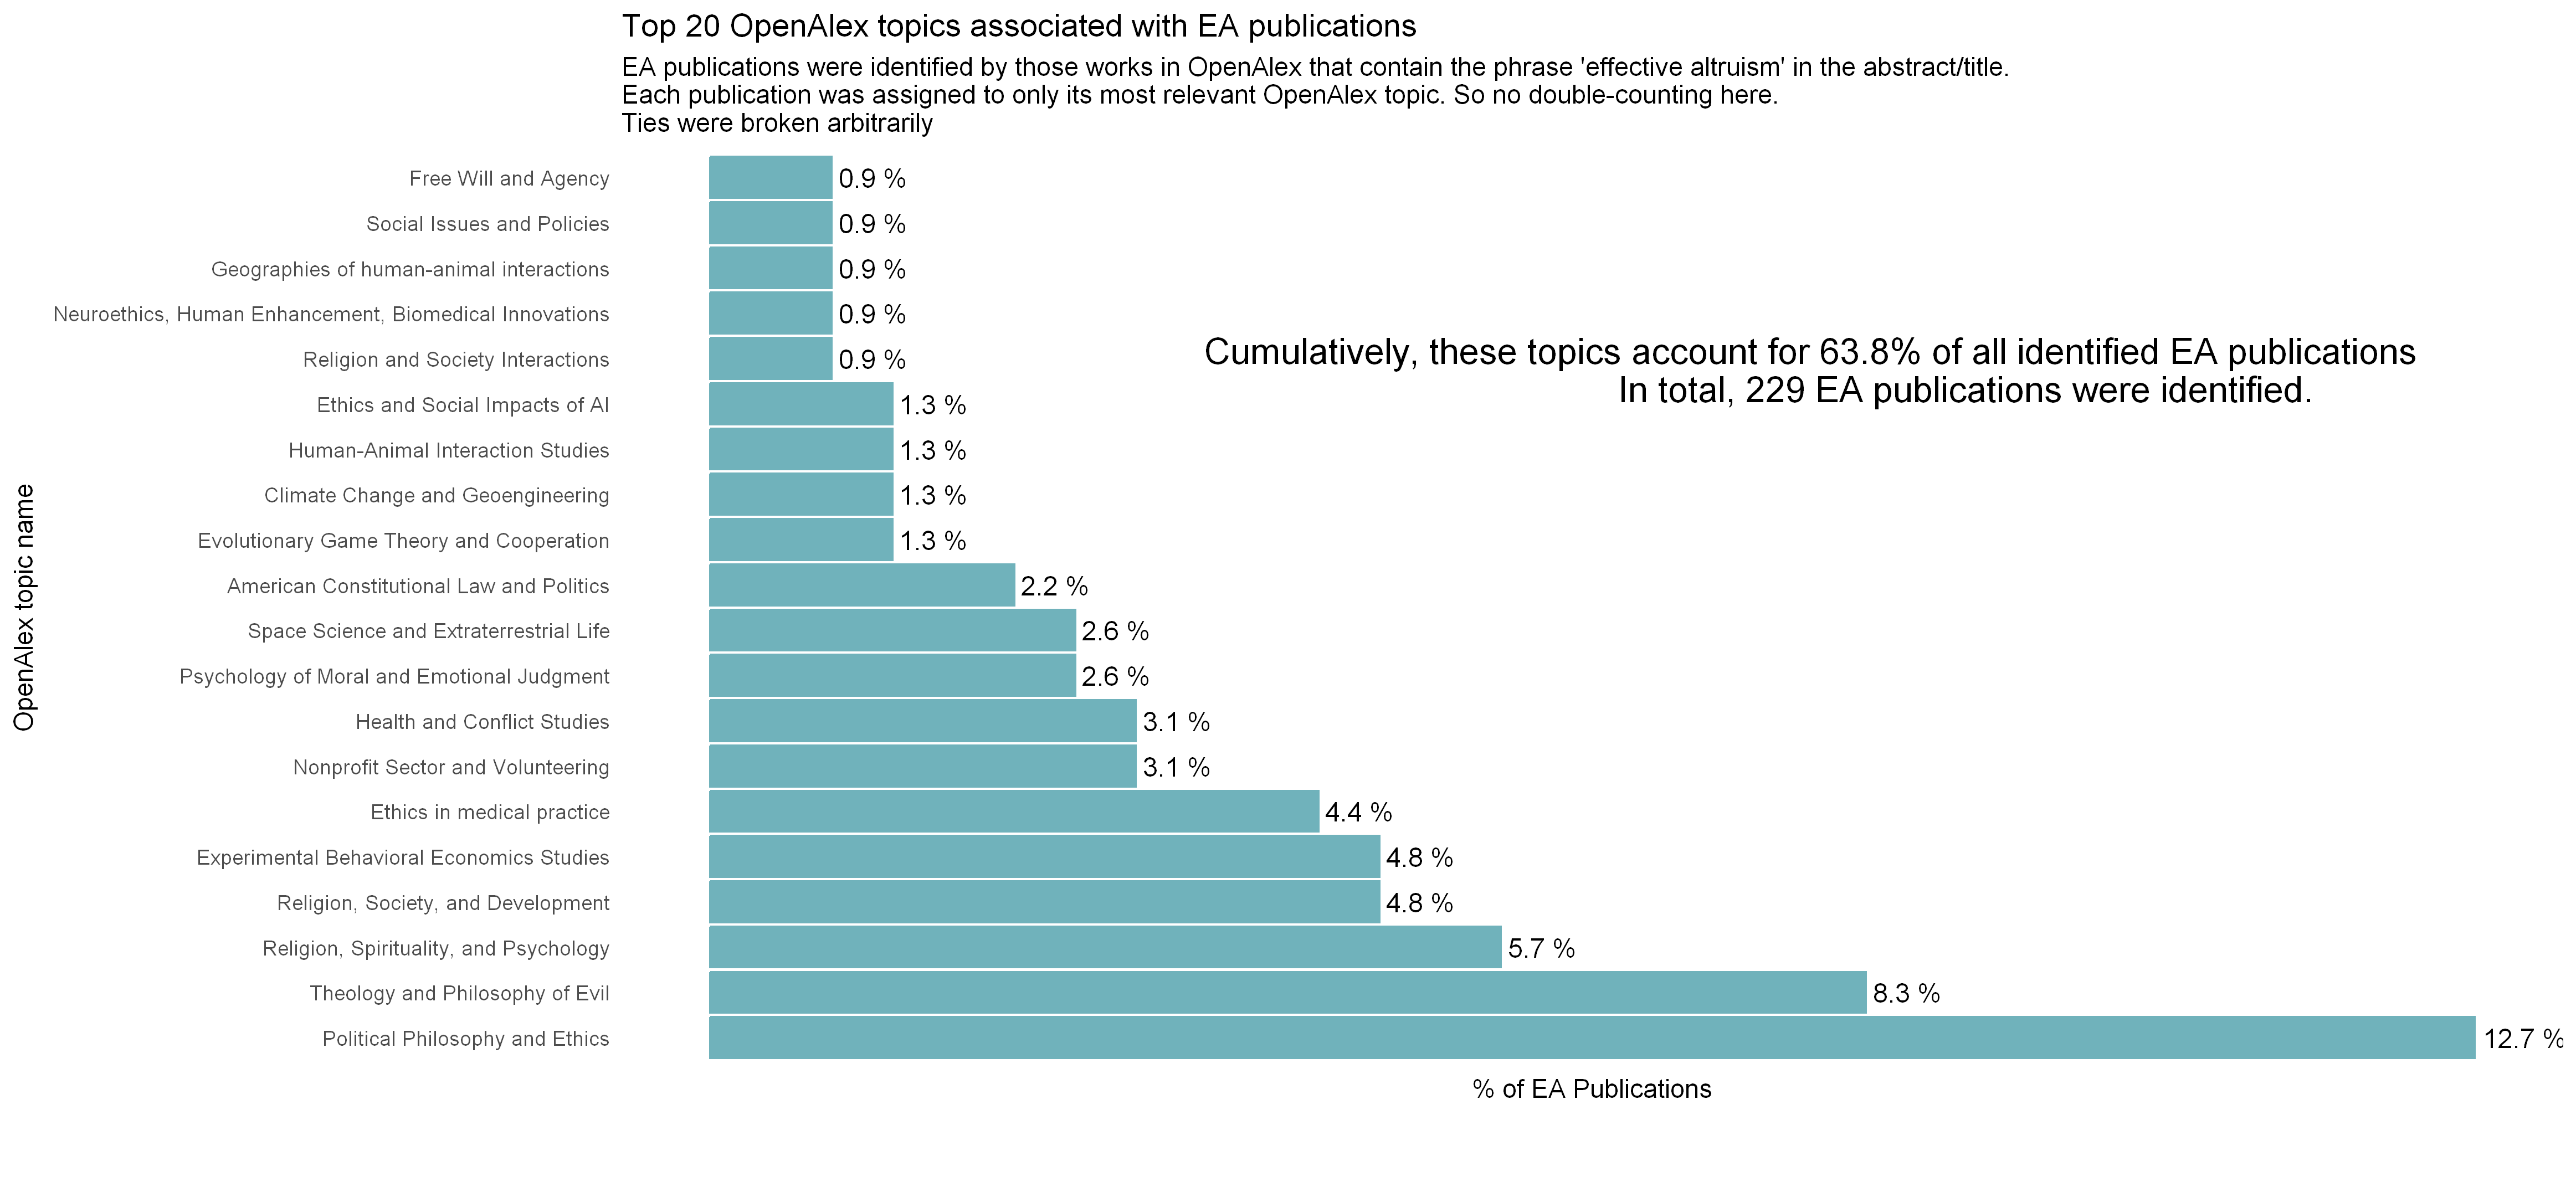 Top 20 OpenAlex topics associated with EA publications
EA publications were identified by those works in OpenAlex that contain the phrase 'effective altruism' in the abstract/title.
Each publication was assigned to only its most relevant OpenAlex topic. So no double-counting here.
Ties were broken arbitrarily
OpenAlex topic name
Free Will and Agency 0.9 %
Social Issues and Policies 0.9 %
Geographies of human-animal interactions 0.9 %
Neuroethics, Human Enhancement, Biomedical Innovations 0.9 %
Religion and Society Interactions 0.9 %
Cumulatively, these topics account for 63.8% of all identified EA publications
In total, 229 EA publications were identified.
Ethics and Social Impacts of AI 1.3 %
Human-Animal Interaction Studies 1.3 %
Climate Change and Geoengineering 1.3 %
Evolutionary Game Theory and Cooperation 1.3 %
American Constitutional Law and Politics 2.2 %
Space Science and Extraterrestrial Life 2.6 %
Psychology of Moral and Emotional Judgment 2.6 %
Health and Conflict Studies 3.1 %
Nonprofit Sector and Volunteering 3.1 %
Ethics in medical practice 4.4 %
Experimental Behavioral Economics Studies 4.8 %
Religion, Society, and Development 4.8 %
Religion, Spirituality, and Psychology 5.7 %
Theology and Philosophy of Evil 8.3 %
Political Philosophy and Ethics 12.7 %
% of EA Publications